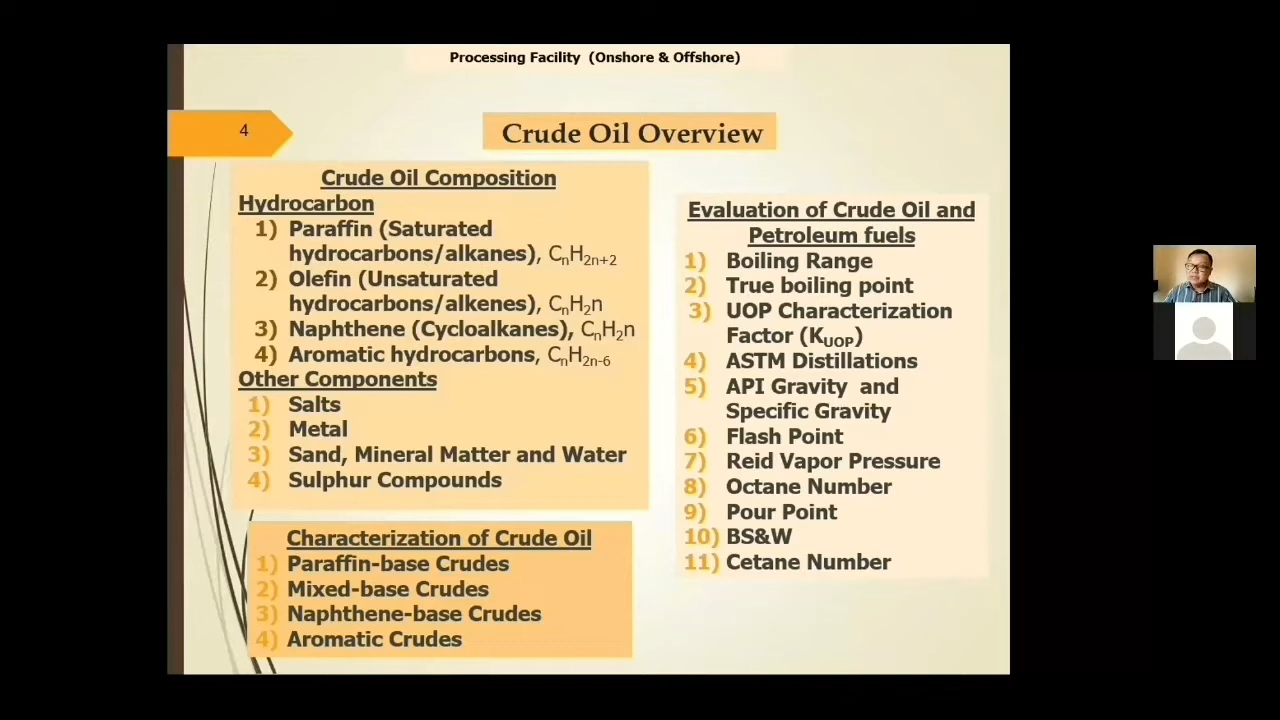 Processing Facility (Onshore & Offshore)
4
Crude Oil Overview
Crude Oil Composition
Hydrocarbon
1) Paraffin (Saturated
hydrocarbons/alkanes), CnH2n+2
2) Olefin (Unsaturated
hydrocarbons/alkenes), CnH2n
3) Naphthene (Cycloalkanes), CnH2n
4) Aromatic hydrocarbons, CnH2n-6
Other Components
1) Salts
2) Metal
3) Sand, Mineral Matter and Water
4) Sulphur Compounds
Characterization of Crude Oil
1) Paraffin-base Crudes
2) Mixed-base Crudes
3) Naphthene-base Crudes
4) Aromatic Crudes
Evaluation of Crude Oil and
Petroleum fuels
1) Boiling Range
2) True boiling point
3) UOP Characterization
Factor (KUOP)
4) ASTM Distillations
5) API Gravity and
Specific Gravity
6) Flash Point
7) Reid Vapor Pressure
8) Octane Number
9) Pour Point
10) BS&W
11) Cetane Number